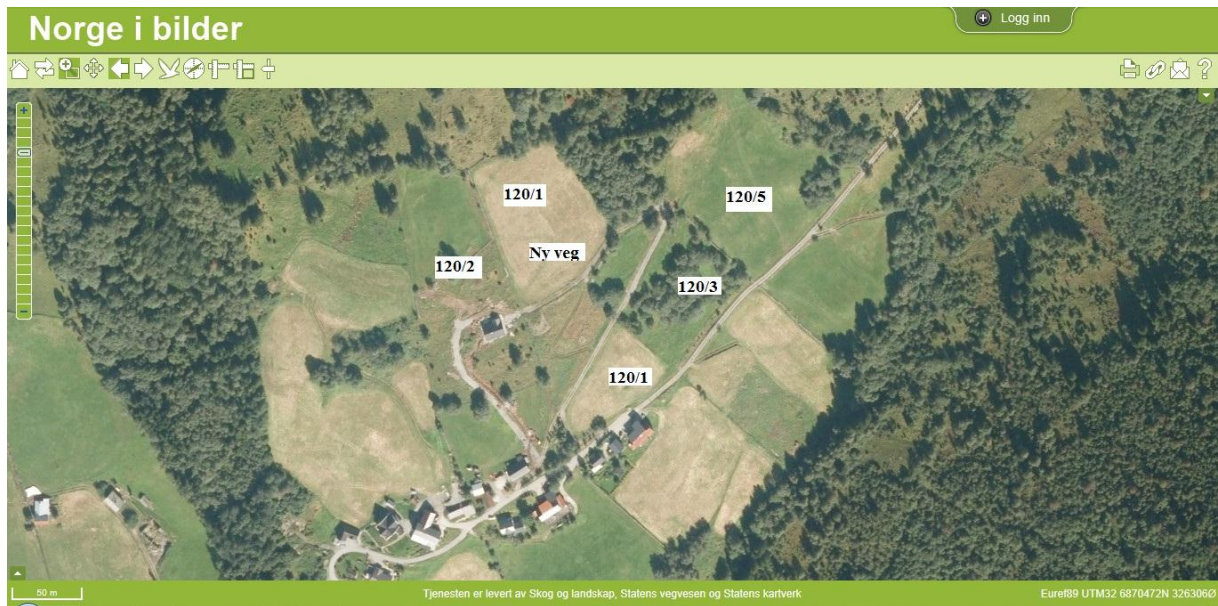 Norge i bilder
Logg inn
120/1
120/5
Ny veg
120/2
120/3
120/1
50 m
Tjenesten er levert av Skog og landskap, Statens vegvesen og Statens kartverk
Euref89 UTM32 6870472N 326306Ø